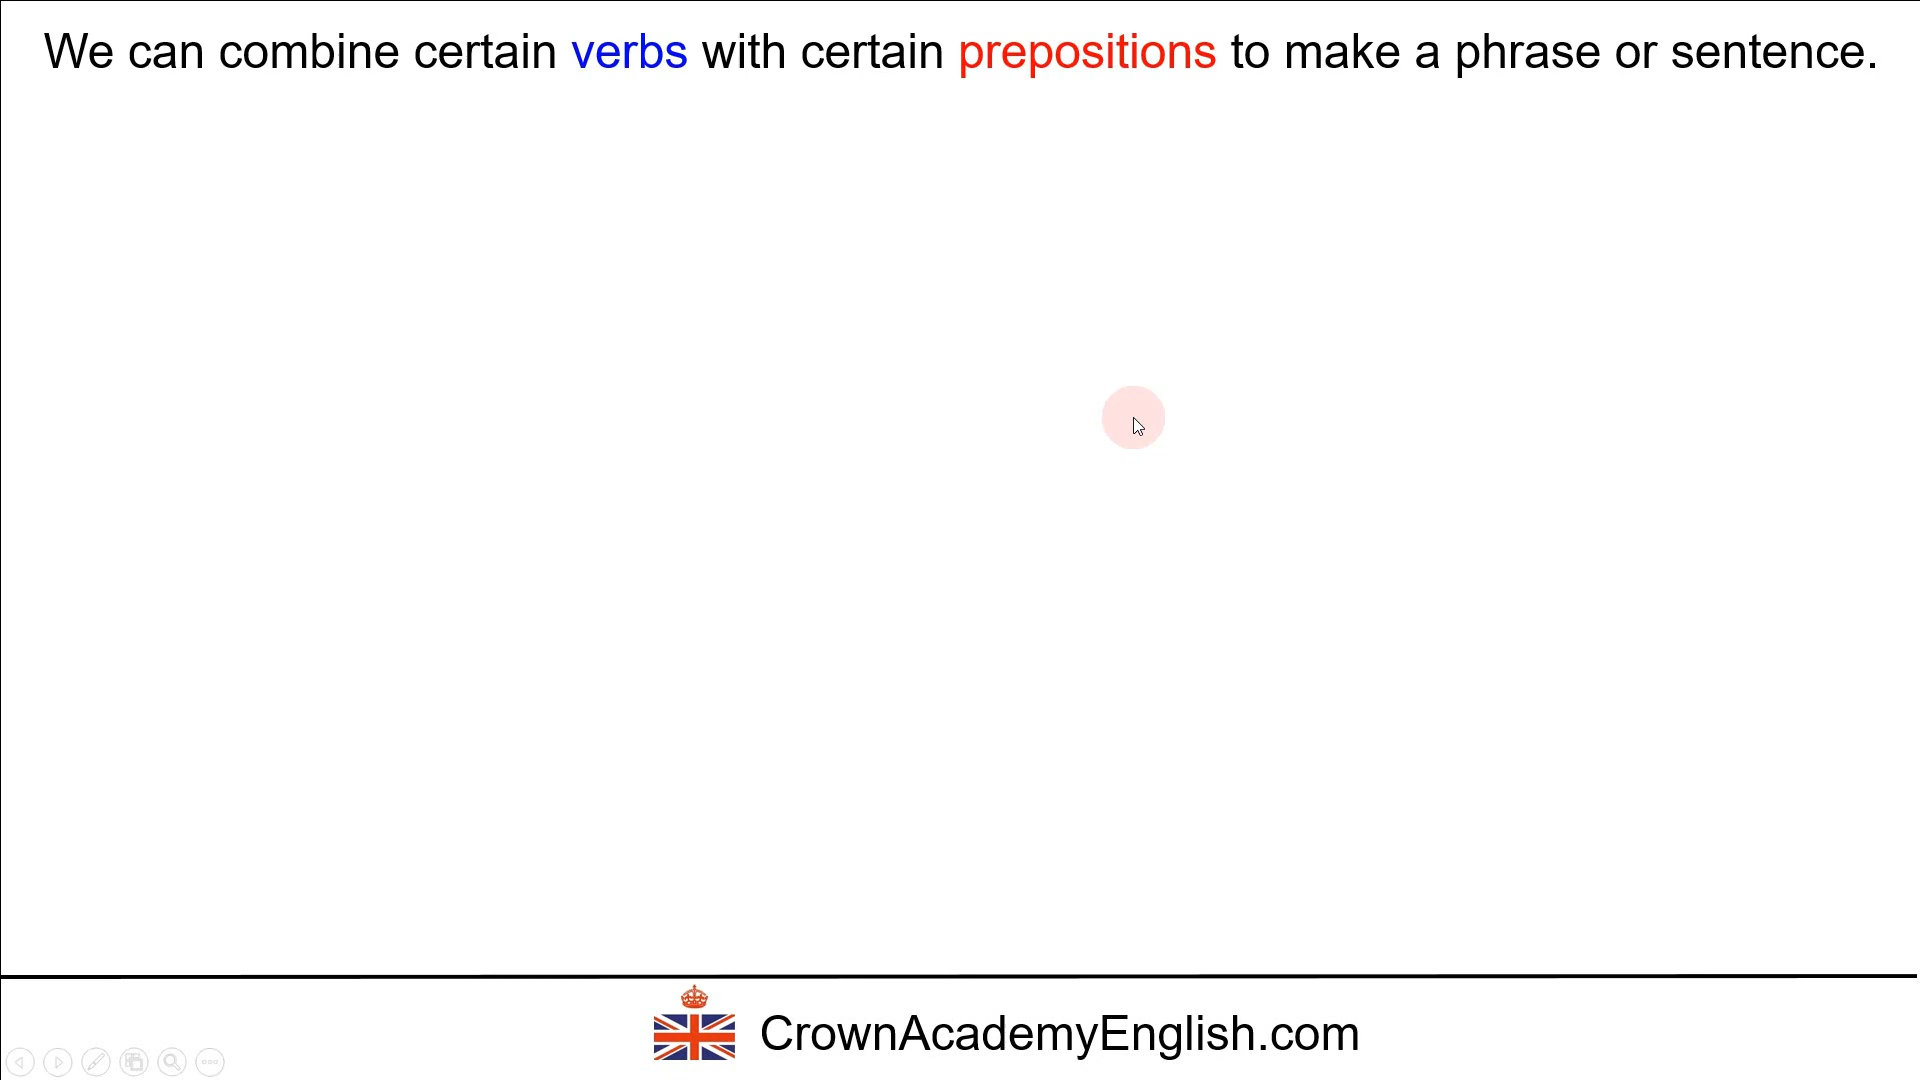 We can combine certain verbs with certain prepositions to make a phrase or sentence.
CrownAcademyEnglish.com